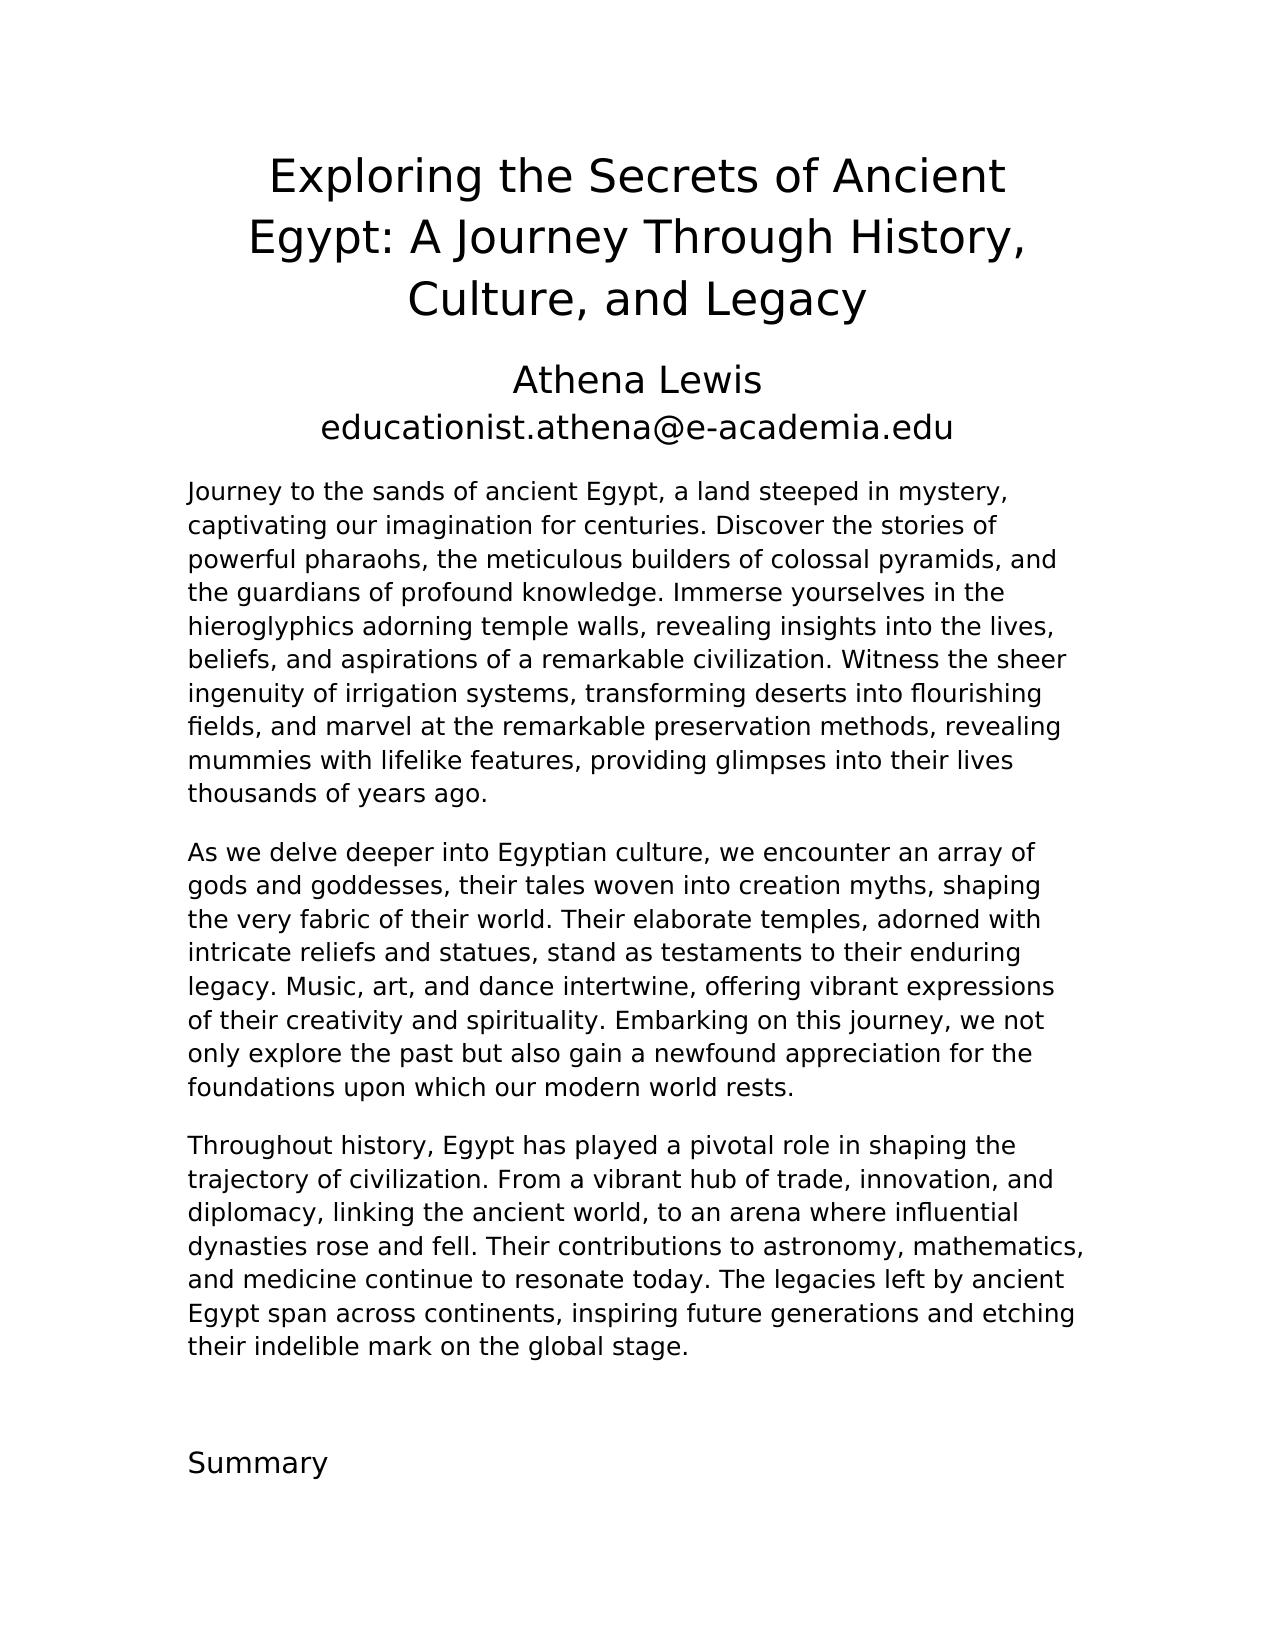 Exploring the Secrets of Ancient
Egypt: A Journey Through History,
Culture, and Legacy
Athena Lewis
educationist.athena@e-academia.edu
Journey to the sands of ancient Egypt, a land steeped in mystery,
captivating our imagination for centuries. Discover the stories of
powerful pharaohs, the meticulous builders of colossal pyramids, and
the guardians of profound knowledge. Immerse yourselves in the
hieroglyphics adorning temple walls, revealing insights into the lives,
beliefs, and aspirations of a remarkable civilization. Witness the sheer
ingenuity of irrigation systems, transforming deserts into flourishing
fields, and marvel at the remarkable preservation methods, revealing
mummies with lifelike features, providing glimpses into their lives
thousands of years ago.
As we delve deeper into Egyptian culture, we encounter an array of
gods and goddesses, their tales woven into creation myths, shaping
the very fabric of their world. Their elaborate temples, adorned with
intricate reliefs and statues, stand as testaments to their enduring
legacy. Music, art, and dance intertwine, offering vibrant expressions
of their creativity and spirituality. Embarking on this journey, we not
only explore the past but also gain a newfound appreciation for the
foundations upon which our modern world rests.
Throughout history, Egypt has played a pivotal role in shaping the
trajectory of civilization. From a vibrant hub of trade, innovation, and
diplomacy, linking the ancient world, to an arena where influential
dynasties rose and fell. Their contributions to astronomy, mathematics,
and medicine continue to resonate today. The legacies left by ancient
Egypt span across continents, inspiring future generations and etching
their indelible mark on the global stage.
Summary